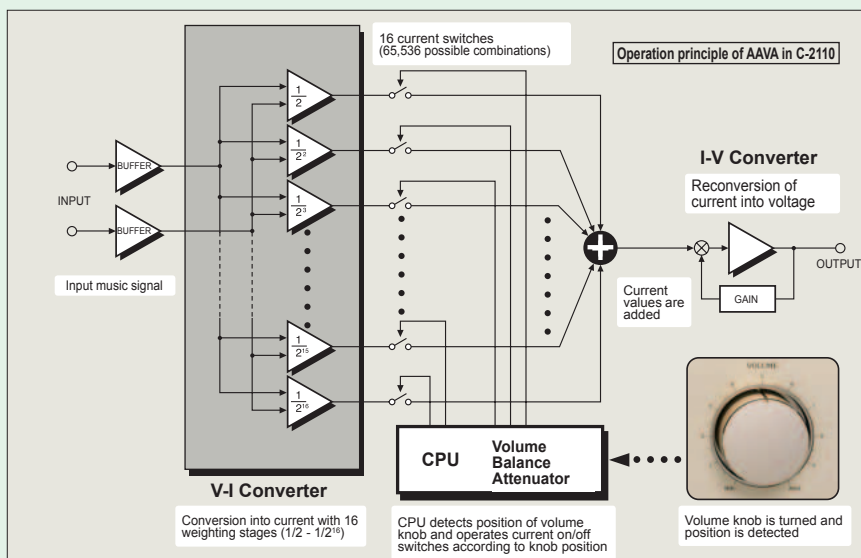 16 current switches
(65,536 possible combinations)
Operation principle of AAVA in C-2110
1/2
1/2²
1/2³
1/2¹⁵
1/2¹⁶
BUFFER
BUFFER
INPUT
Input music signal
I-V Converter
Reconversion of
current into voltage
OUTPUT
GAIN
Current
values are
added
V-I Converter
Conversion into current with 16
weighting stages (1/2 - 1/2¹⁶)
CPU
Volume
Balance
Attenuator
CPU detects position of volume
knob and operates current on/off
switches according to knob position
VOLUME
Volume knob is turned and
position is detected